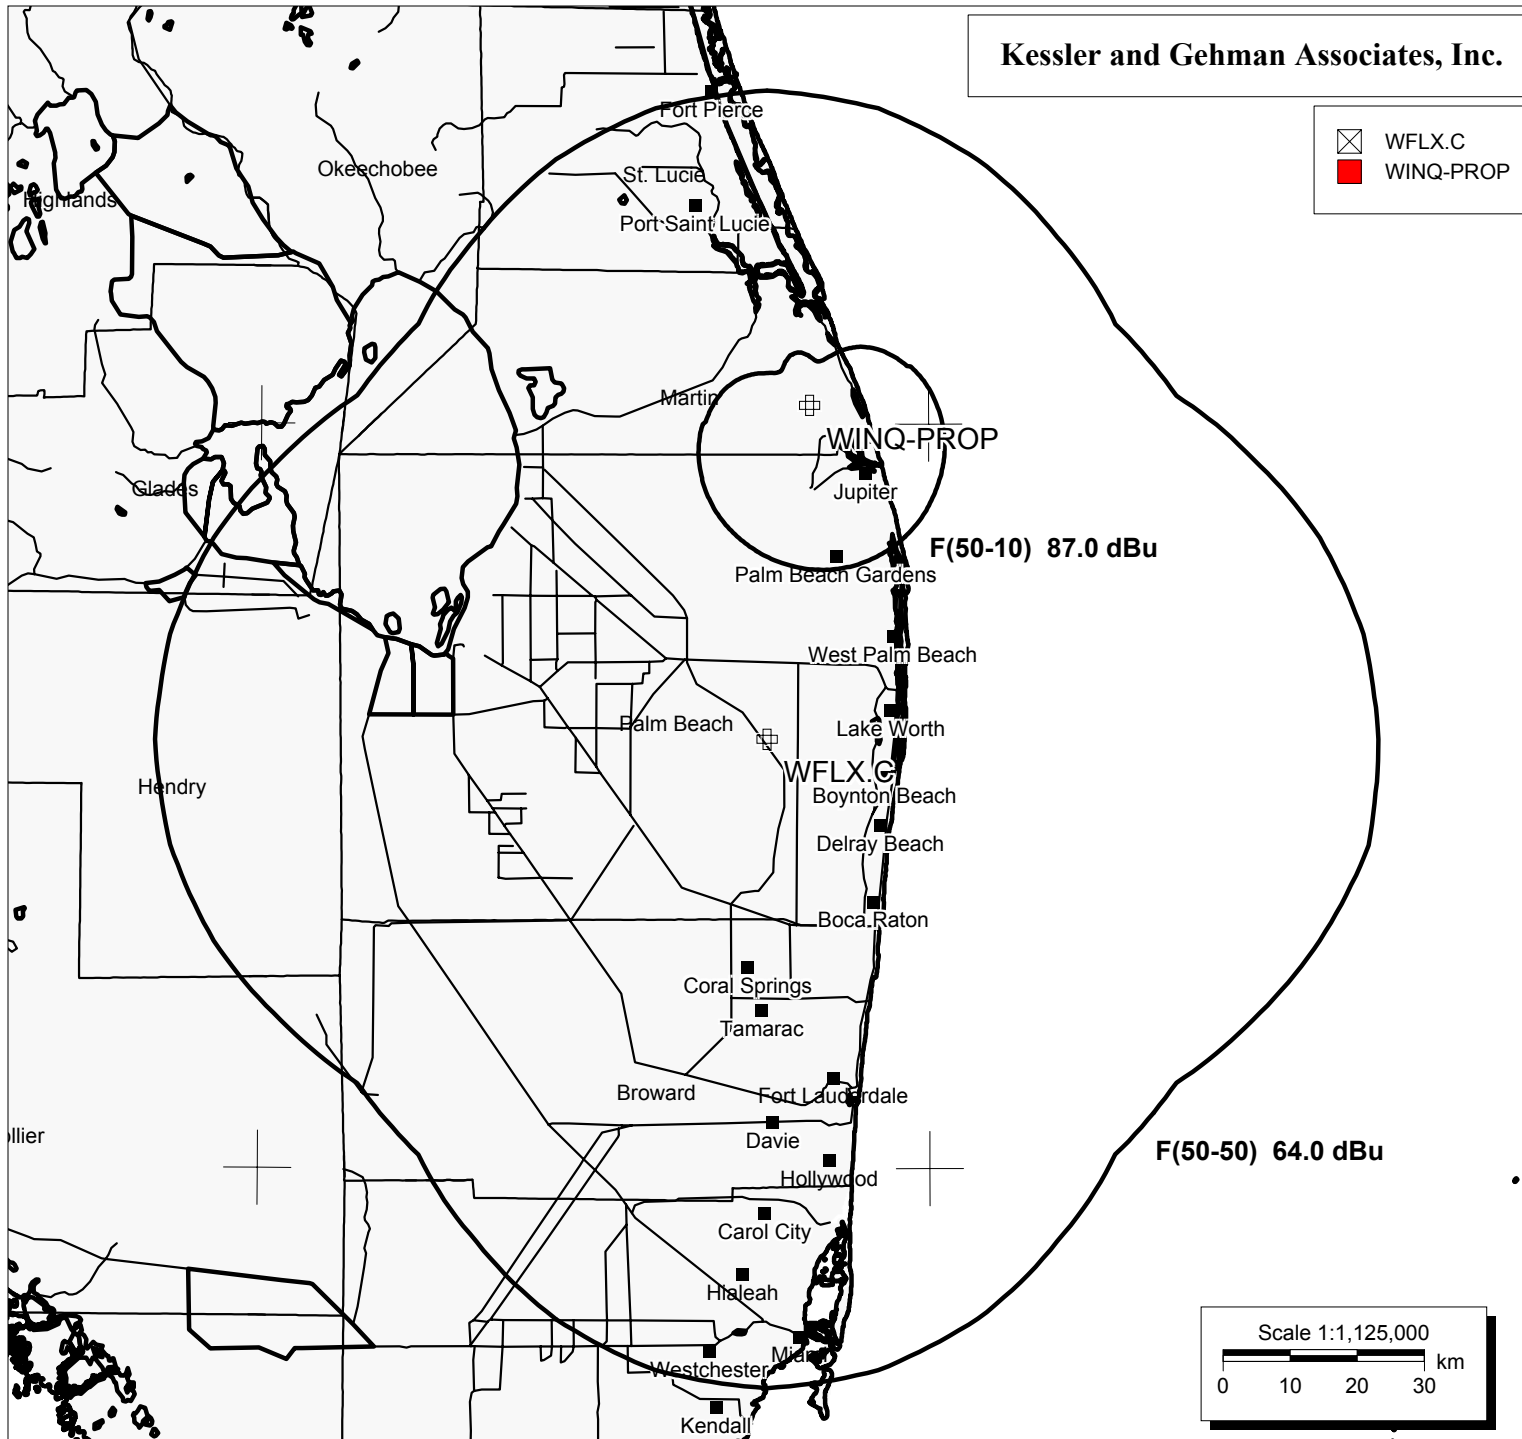 Kessler and Gehman Associates, Inc.
WFLX.C
WINQ-PROP
Fort Pierce
Okeechobee
St. Lucie
Highlands
Port Saint Lucie
Martin
WINQ-PROP
Glades
Jupiter
F(50-10) 87.0 dBu
Palm Beach Gardens
West Palm Beach
Palm Beach
Lake Worth
WFLX.C
Hendry
Boynton Beach
Delray Beach
Boca Raton
Coral Springs
Tamarac
Broward
Fort Lauderdale
ollier
Davie
F(50-50) 64.0 dBu
Hollywood
Carol City
Hialeah
Scale 1:1,125,000
km
0 10 20 30
Miami
Westchester
Kendall